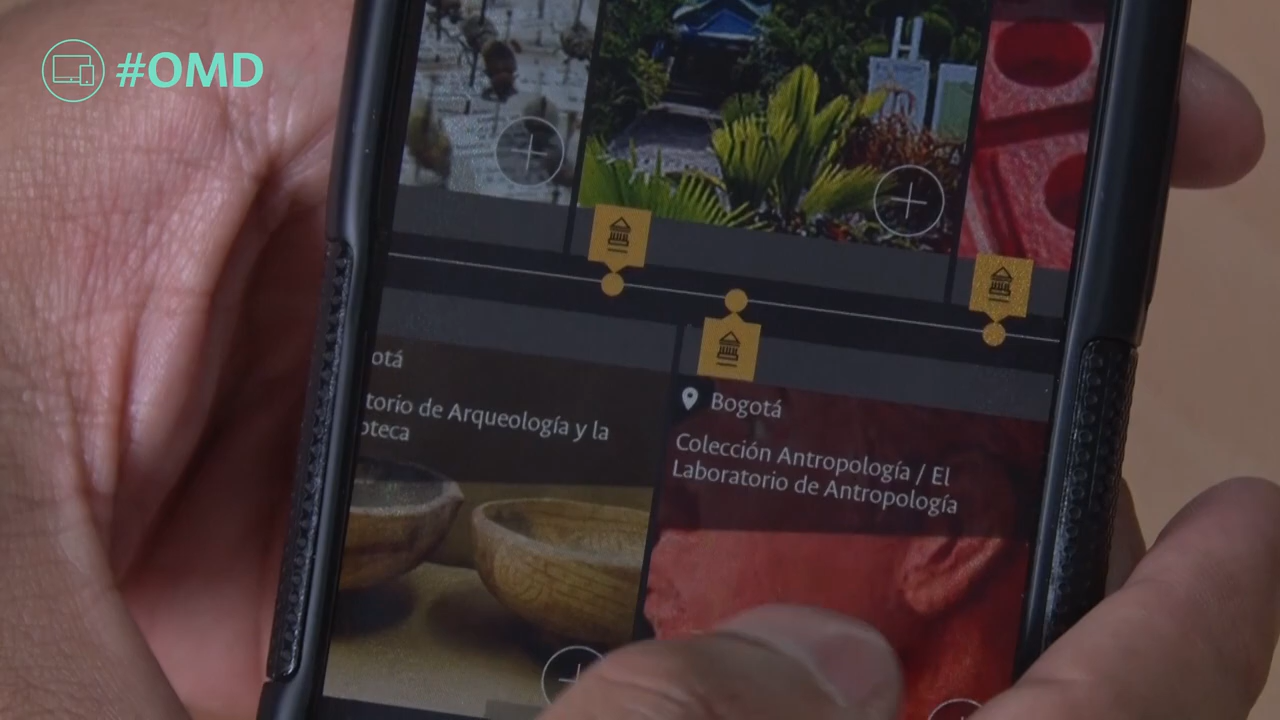 #OMD
otá
torio de Arqueología y la
oteca
Bogotá
Colección Antropología / El
Laboratorio de Antropología